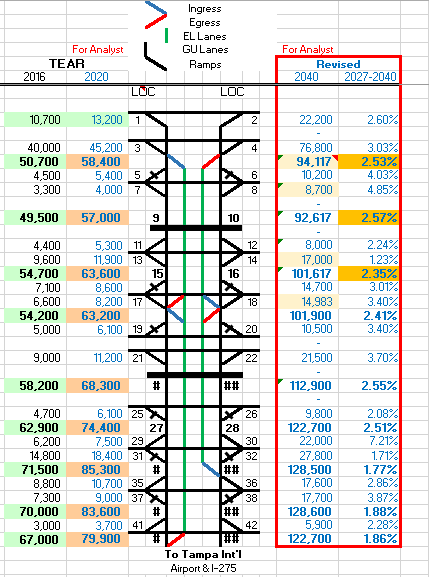 Ingress
Egress
EL Lanes
For Analyst GU Lanes For Analyst
TEAR Ramps Revised
2016 2020 2040 2027-2040
LOC LOC
10,700 13,200 1 2 22,200 2.60%
-
40,000 45,200 3 4 76,800 3.03%
50,700 58,400 94,117 2.53%
4,500 5,400 5 6 10,200 4.03%
3,300 4,000 7 8 8,700 4.85%
-
49,500 57,000 9 10 92,617 2.57%
-
4,400 5,300 11 12 8,000 2.24%
9,600 11,900 13 14 17,000 1.23%
54,700 63,600 15 16 101,617 2.35%
7,100 8,600 14,700 3.01%
6,600 8,200 17 18 14,983 3.40%
54,200 63,200 101,900 2.41%
5,000 6,100 19 20 10,500 3.40%
-
9,000 11,200 21 22 21,500 3.70%
-
58,200 68,300 # ## 112,900 2.55%
-
4,700 6,100 25 26 9,800 2.08%
62,900 74,400 27 28 122,700 2.51%
6,200 7,500 29 30 22,000 7.21%
14,800 18,400 31 32 27,800 1.71%
71,500 85,300 # ## 128,500 1.77%
8,800 10,700 35 36 17,600 2.86%
7,300 9,000 37 38 17,700 3.87%
70,000 83,600 # ## 128,600 1.88%
3,000 3,700 41 42 5,900 2.28%
67,000 79,900 # ## 122,700 1.86%
To Tampa Int'l
Airport & I-275